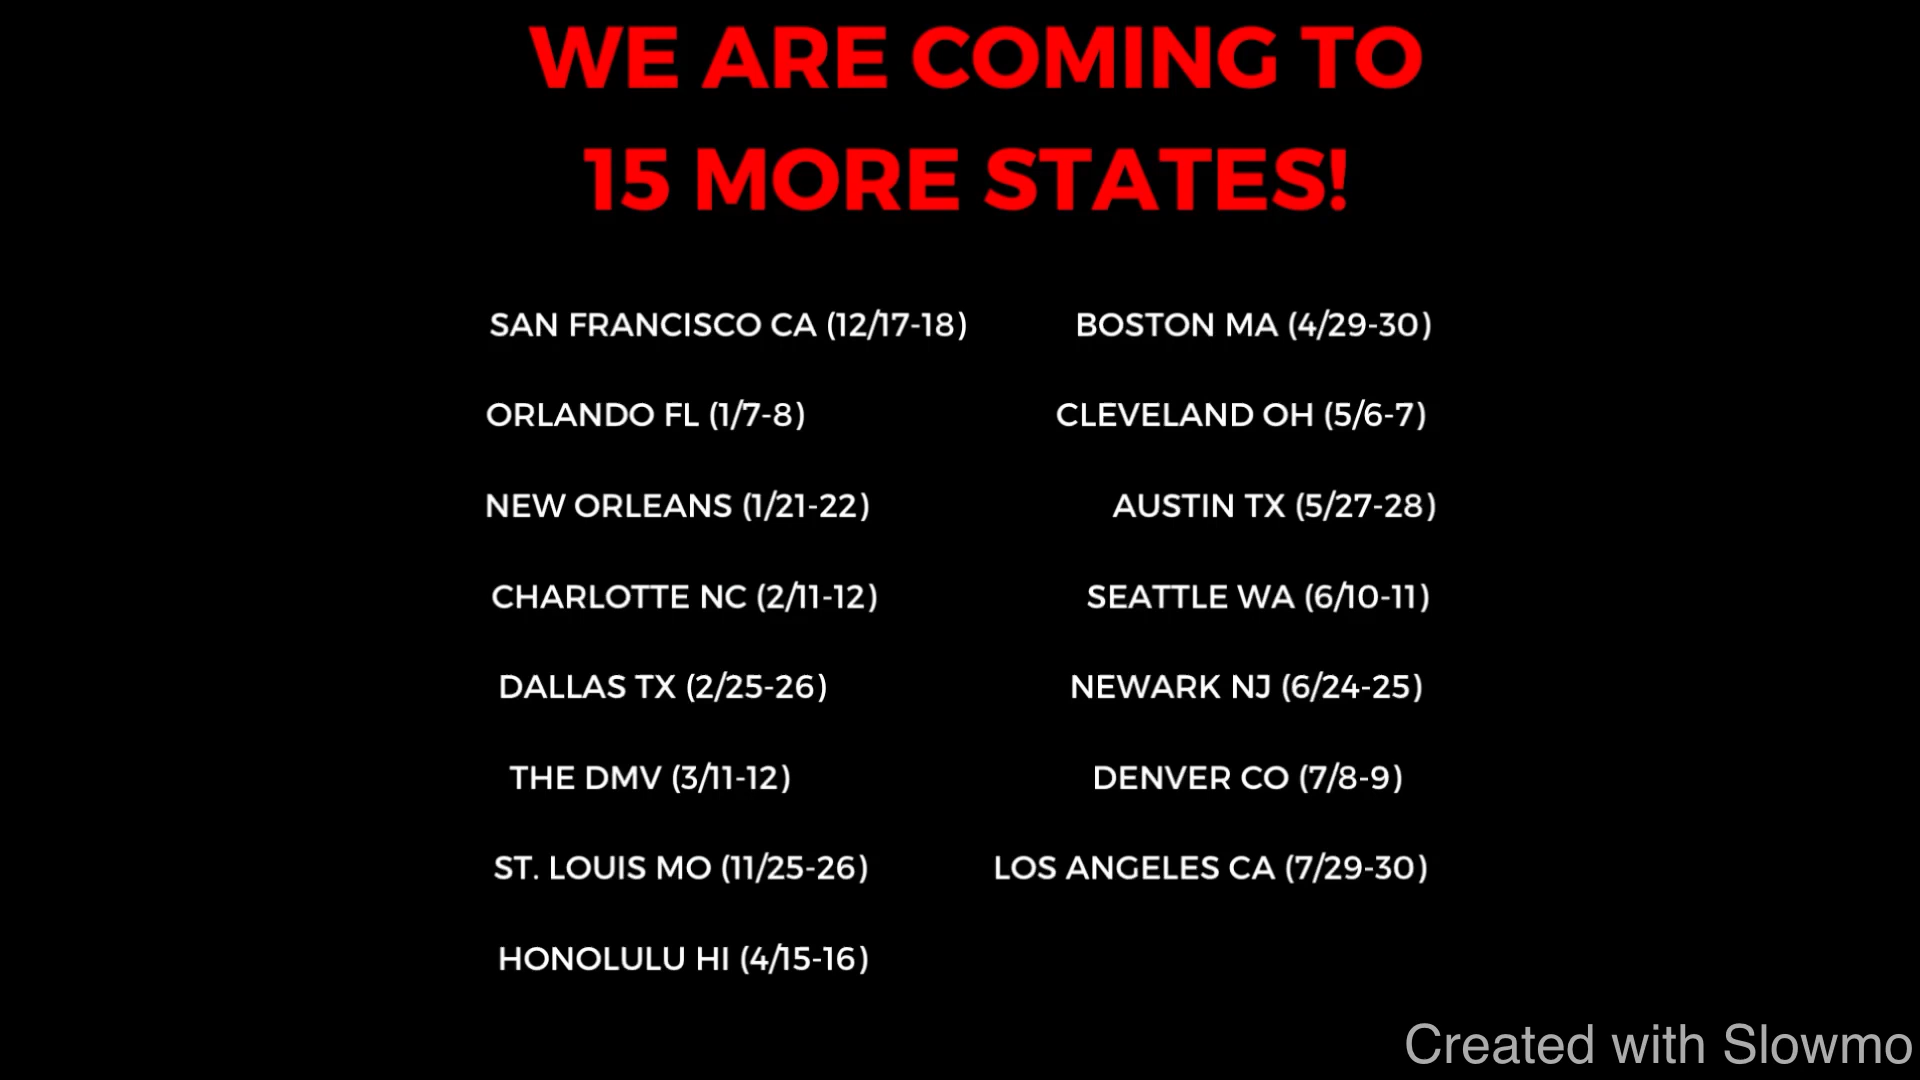 WE ARE COMING TO
15 MORE STATES!
SAN FRANCISCO CA (12/17-18)
ORLANDO FL (1/7-8)
NEW ORLEANS (1/21-22)
CHARLOTTE NC (2/11-12)
DALLAS TX (2/25-26)
THE DMV (3/11-12)
ST. LOUIS MO (11/25-26)
HONOLULU HI (4/15-16)
BOSTON MA (4/29-30)
CLEVELAND OH (5/6-7)
AUSTIN TX (5/27-28)
SEATTLE WA (6/10-11)
NEWARK NJ (6/24-25)
DENVER CO (7/8-9)
LOS ANGELES CA (7/29-30)
Created with Slowmo